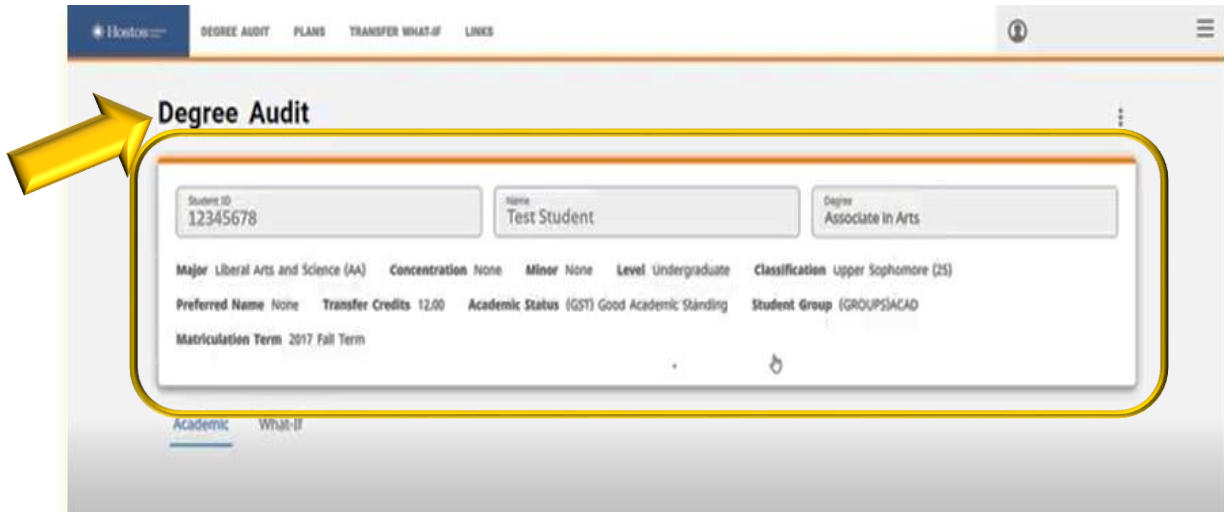 Hostos DEGREE AUDIT PLANS TRANSFER WHAT-IF LINKS
Degree Audit
Student ID Name Degree
12345678 Test Student Associate in Arts
Major Liberal Arts and Science (AA) Concentration None Minor None Level Undergraduate Classification Upper Sophomore (2S)
Preferred Name None Transfer Credits 12.00 Academic Status (GST) Good Academic Standing Student Group (GROUPS)ACAD
Matriculation Term 2017 Fall Term
Academic What-If